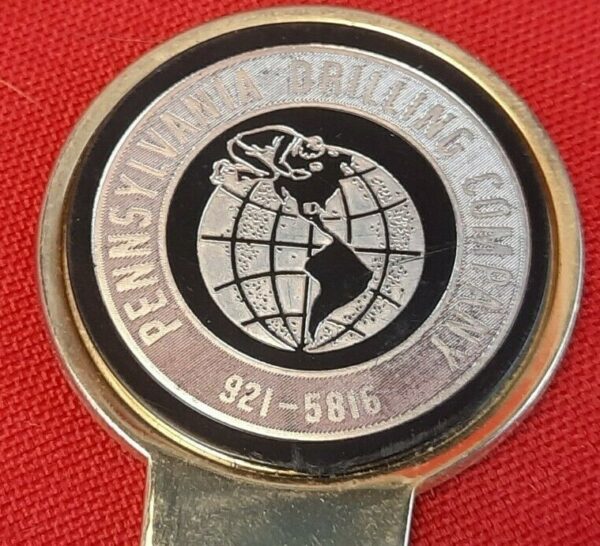 PENNSYLVANIA DRILLING COMPANY
921-5816